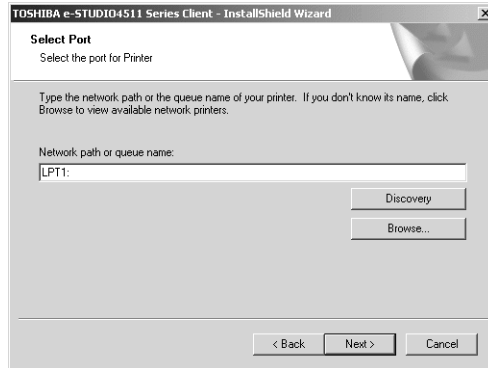 TOSHIBA e-STUDIO4511 Series Client - InstallShield Wizard
Select Port
Select the port for Printer
Type the network path or the queue name of your printer. If you don't know its name, click
Browse to view available network printers.
Network path or queue name:
LPT1:
Discovery
Browse...
< Back
Next >
Cancel